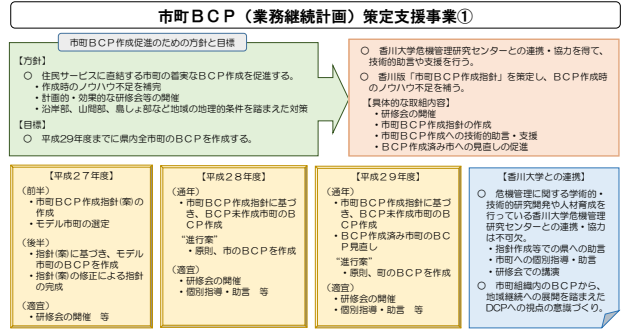 市町ＢＣＰ（業務継続計画）策定支援事業①
市町ＢＣＰ作成促進のための方針と目標
【方針】
○　住民サービスに直結する市町の着実なＢＣＰ作成を促進する。
・作成時のノウハウ不足を補完
・計画的・効果的な研修会等の開催
・沿岸部、山間部、島しょ部など地域の地理的条件を踏まえた対策
【目標】
○　平成29年度までに県内全市町のＢＣＰを作成する。
○　香川大学危機管理研究センターとの連携・協力を得て、
技術的助言や支援を行う。
○　香川版「市町ＢＣＰ作成指針」を策定し、ＢＣＰ作成時
のノウハウ不足を補う。
【具体的な取組内容】
・研修会の開催
・市町ＢＣＰ作成指針の作成
・市町ＢＣＰ作成への技術的助言・支援
・ＢＣＰ作成済み市への見直しの促進
【平成２７年度】
（前半）
・市町ＢＣＰ作成指針(案)の
作成
・モデル市町の選定
（後半）
・指針(案)に基づき、モデル
市町のＢＣＰを作成
・指針(案)の修正による指針
の完成
（適宜）
・研修会の開催　等
【平成２８年度】
（通年）
・市町ＢＣＰ作成指針に基づ
き、ＢＣＰ未作成市町のＢ
ＣＰ作成
“進行案”
・原則、市のＢＣＰを作成
（適宜）
・研修会の開催
・個別指導・助言　等
【平成２９年度】
（通年）
・市町ＢＣＰ作成指針に基づ
き、ＢＣＰ未作成市町のＢ
ＣＰ作成
・ＢＣＰ作成済み市町のＢＣ
Ｐ見直し
“進行案”
・原則、町のＢＣＰを作成
（適宜）
・研修会の開催
・個別指導・助言　等
【香川大学との連携】
○　危機管理に関する学術的・
技術的研究開発や人材育成を
行っている香川大学危機管理
研究センターとの連携・協力
は不可欠。
・指針作成等での県への助言
・市町への個別指導・助言
・研修会での講演
○　市町組織内のＢＣＰから、
地域継続への展開を踏まえた
DCPへの視点の意識づくり。